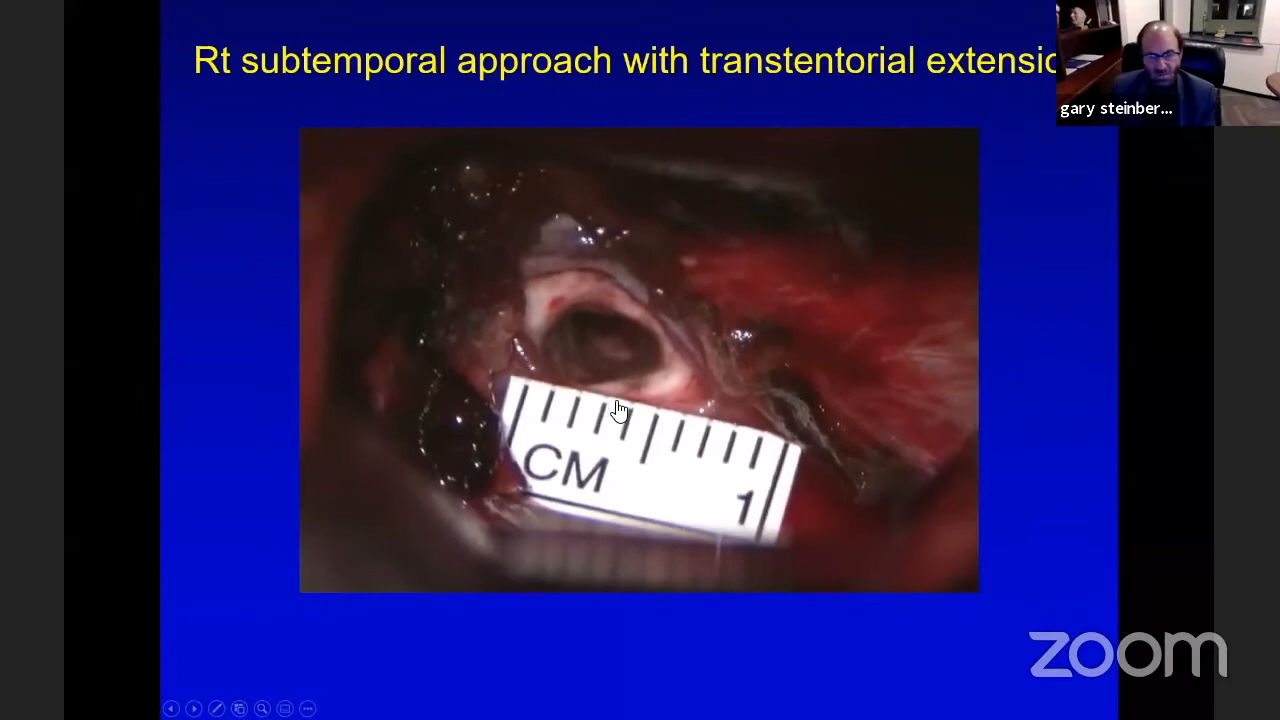 Rt subtemporal approach with transtentorial extensio
gary steinber...
CM
1
zoom